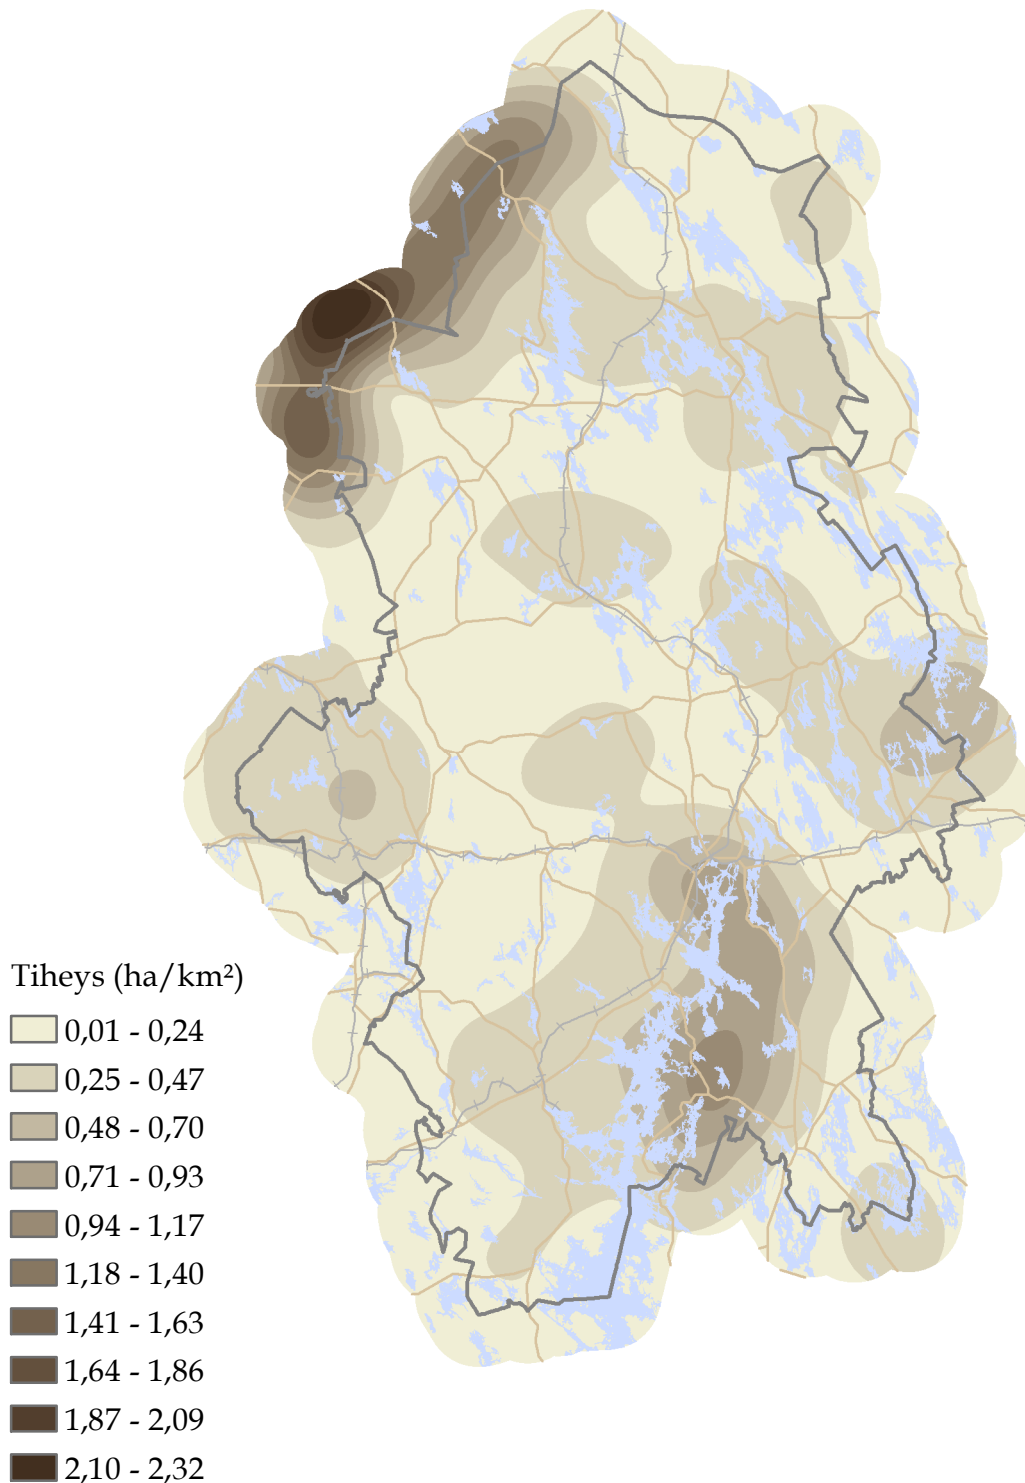 Tiheys (ha/km²)
0,01 - 0,24
0,25 - 0,47
0,48 - 0,70
0,71 - 0,93
0,94 - 1,17
1,18 - 1,40
1,41 - 1,63
1,64 - 1,86
1,87 - 2,09
2,10 - 2,32